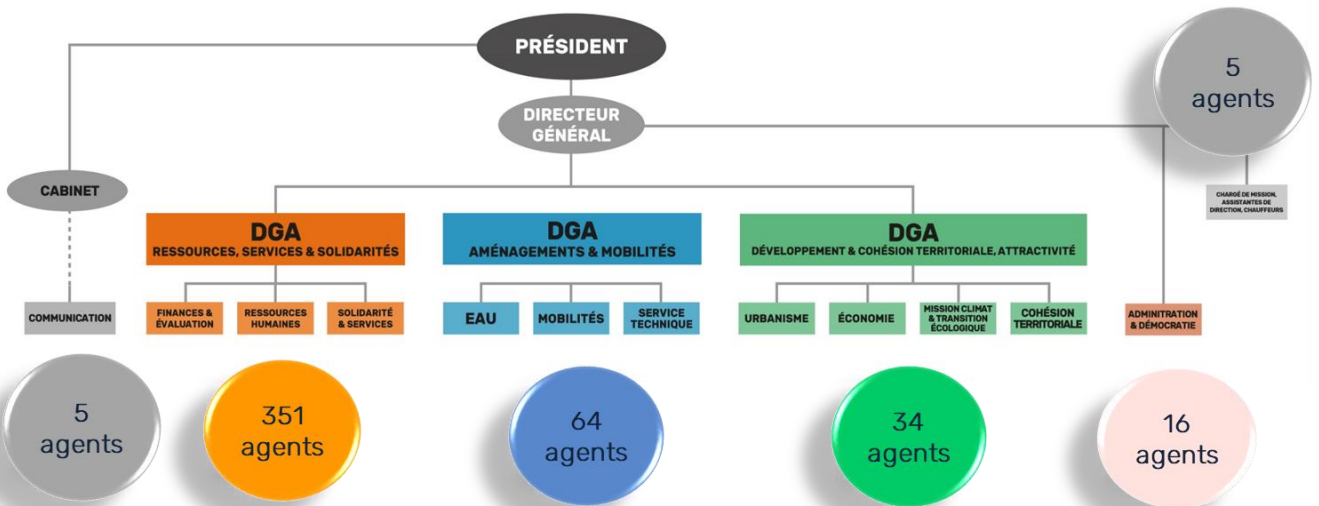 PRÉSIDENT
5
agents
DIRECTEUR
GÉNÉRAL
CABINET
CHARGÉ DE MISSION,
ASSISTANTES DE
DIRECTION, CHAUFFEURS
DGA
RESSOURCES, SERVICES & SOLIDARITÉS
DGA
AMÉNAGEMENTS & MOBILITÉS
DGA
DÉVELOPPEMENT & COHÉSION TERRITORIALE, ATTRACTIVITÉ
COMMUNICATION
FINANCES &
ÉVALUATION
RESSOURCES
HUMAINES
SOLIDARITÉ
& SERVICES
EAU
MOBILITÉS
SERVICE
TECHNIQUE
URBANISME
ÉCONOMIE
MISSION CLIMAT
& TRANSITION
ÉCOLOGIQUE
COHÉSION
TERRITORIALE
ADMINITRATION
& DÉMOCRATIE
5
agents
351
agents
64
agents
34
agents
16
agents